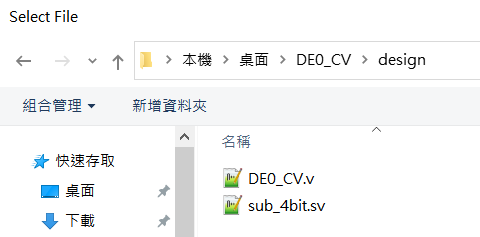 Select File
本機 桌面 DE0_CV design
組合管理 新增資料夾
名稱
快速存取
桌面
下載
DE0_CV.v
sub_4bit.sv